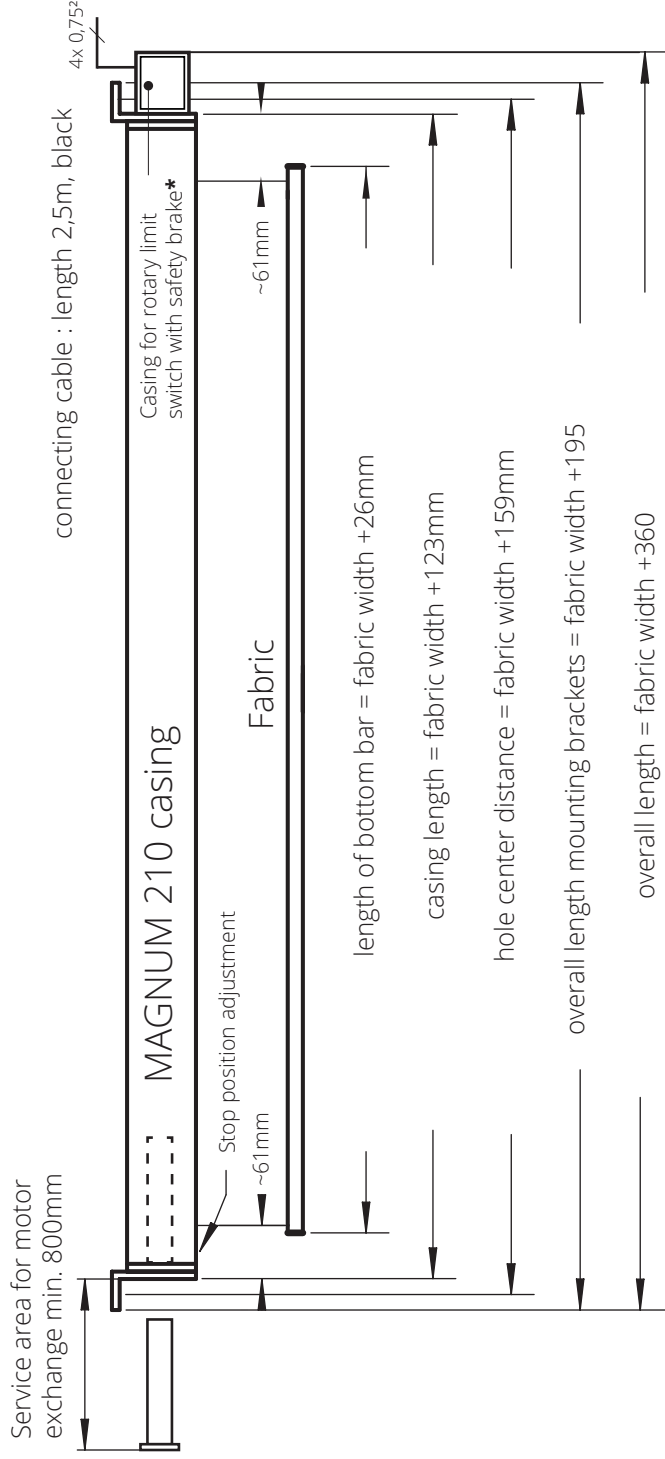 Service area for motor
exchange min. 800mm
connecting cable : length 2,5m, black
4x 0,75²
MAGNUM 210 casing
Casing for rotary limit
switch with safety brake*
Stop position adjustment
~61mm
Fabric
~61mm
length of bottom bar = fabric width +26mm
casing length = fabric width +123mm
hole center distance = fabric width +159mm
overall length mounting brackets = fabric width +195
overall length = fabric width +360